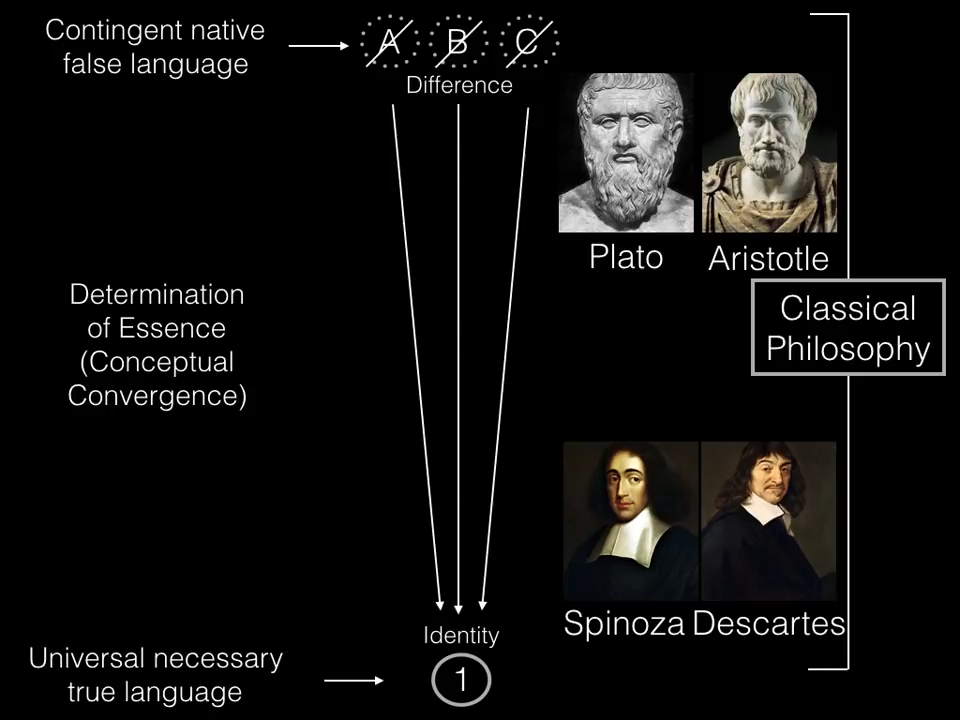 Contingent native
false language
A B C
Difference
Plato
Aristotle
Classical
Philosophy
Determination
of Essence
(Conceptual
Convergence)
Spinoza
Descartes
Identity
1
Universal necessary
true language